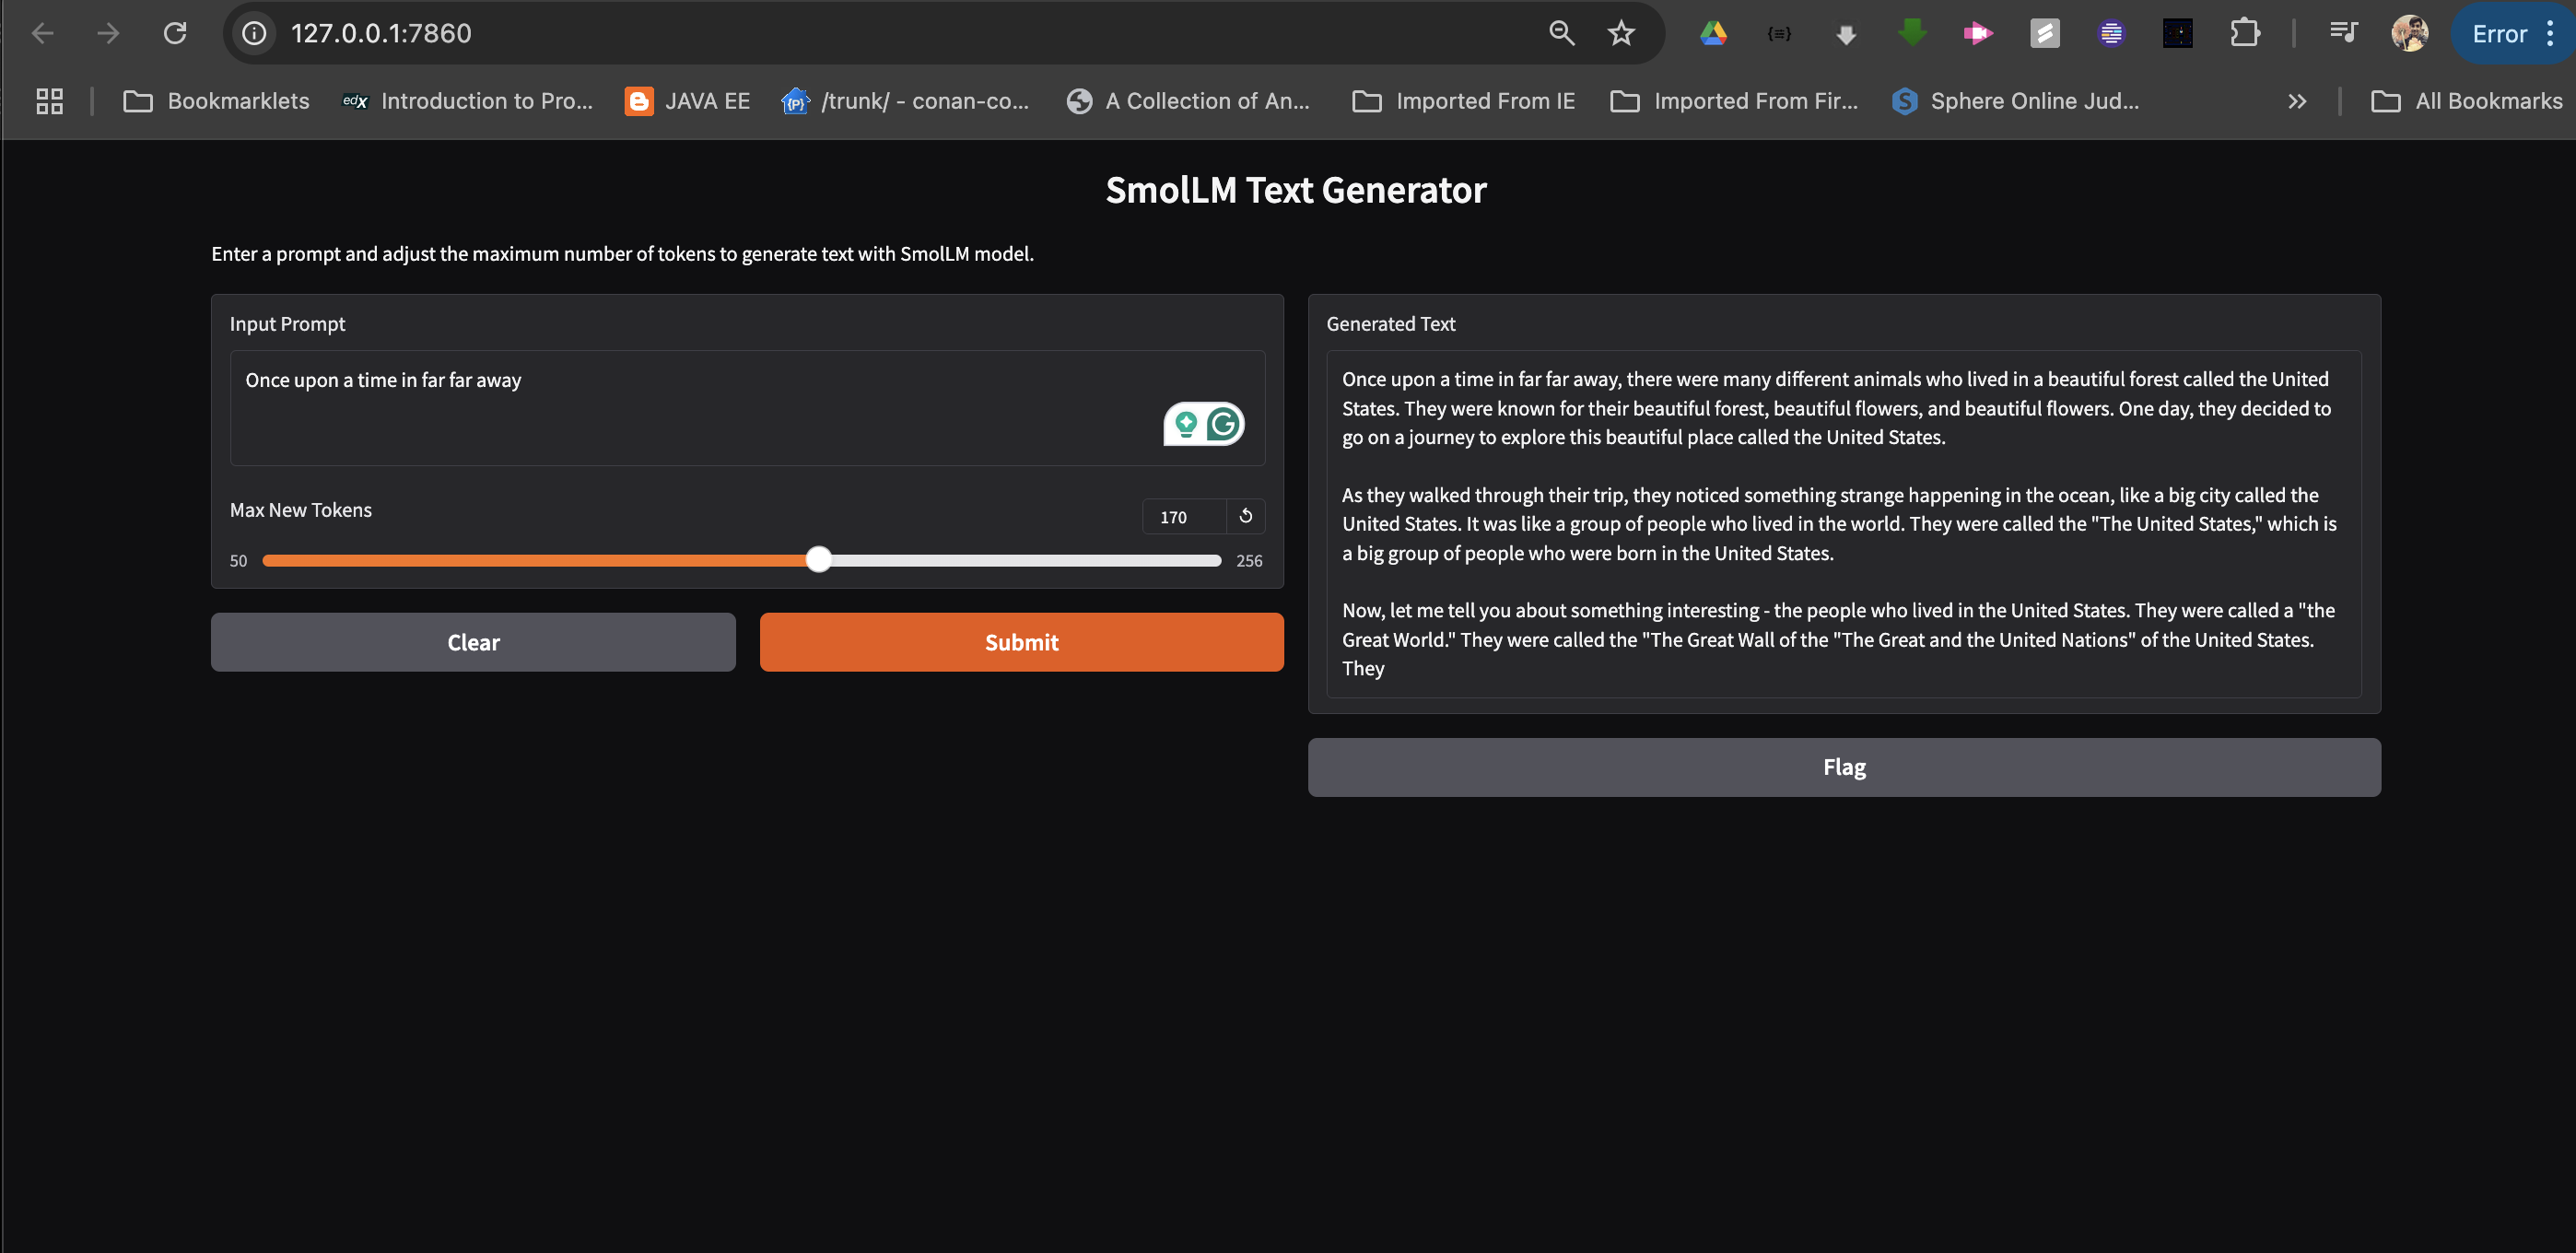 127.0.0.1:7860
Error
Bookmarklets
edX Introduction to Pro...
JAVA EE
{P} /trunk/ - conan-co...
A Collection of An...
Imported From IE
Imported From Fir...
S Sphere Online Jud...
All Bookmarks
SmolLM Text Generator
Enter a prompt and adjust the maximum number of tokens to generate text with SmolLM model.
Input Prompt
Once upon a time in far far away
Max New Tokens
170
50
256
Clear
Submit
Generated Text
Once upon a time in far far away, there were many different animals who lived in a beautiful forest called the United
States. They were known for their beautiful forest, beautiful flowers, and beautiful flowers. One day, they decided to
go on a journey to explore this beautiful place called the United States.
As they walked through their trip, they noticed something strange happening in the ocean, like a big city called the
United States. It was like a group of people who lived in the world. They were called the "The United States," which is
a big group of people who were born in the United States.
Now, let me tell you about something interesting - the people who lived in the United States. They were called a "the
Great World." They were called the "The Great Wall of the "The Great and the United Nations" of the United States.
They
Flag